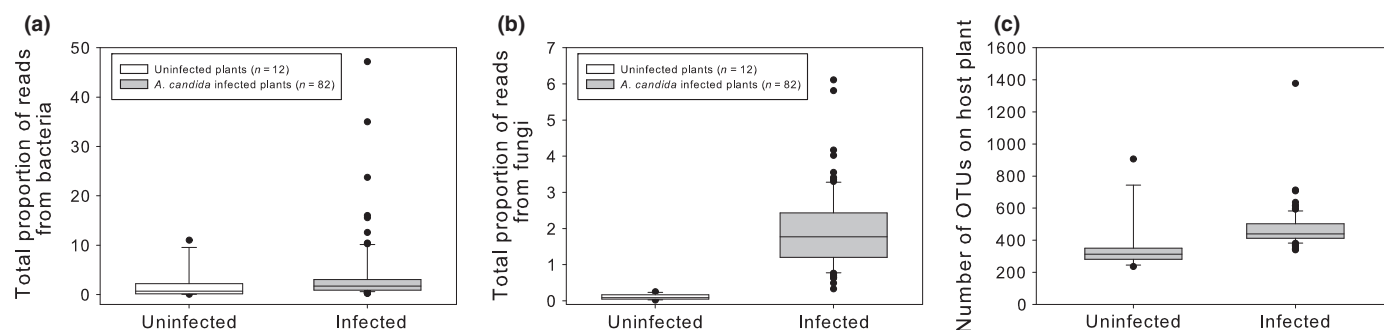 (a)
Total proportion of reads
from bacteria
50
40
30
20
10
0
Uninfected plants (n = 12)
A. candida infected plants (n = 82)
Uninfected
Infected
(b)
Total proportion of reads
from fungi
7
6
5
4
3
2
1
0
Uninfected plants (n = 12)
A. candida infected plants (n = 82)
Uninfected
Infected
(c)
Number of OTUs on host plant
1600
1400
1200
1000
800
600
400
200
0
Uninfected
Infected